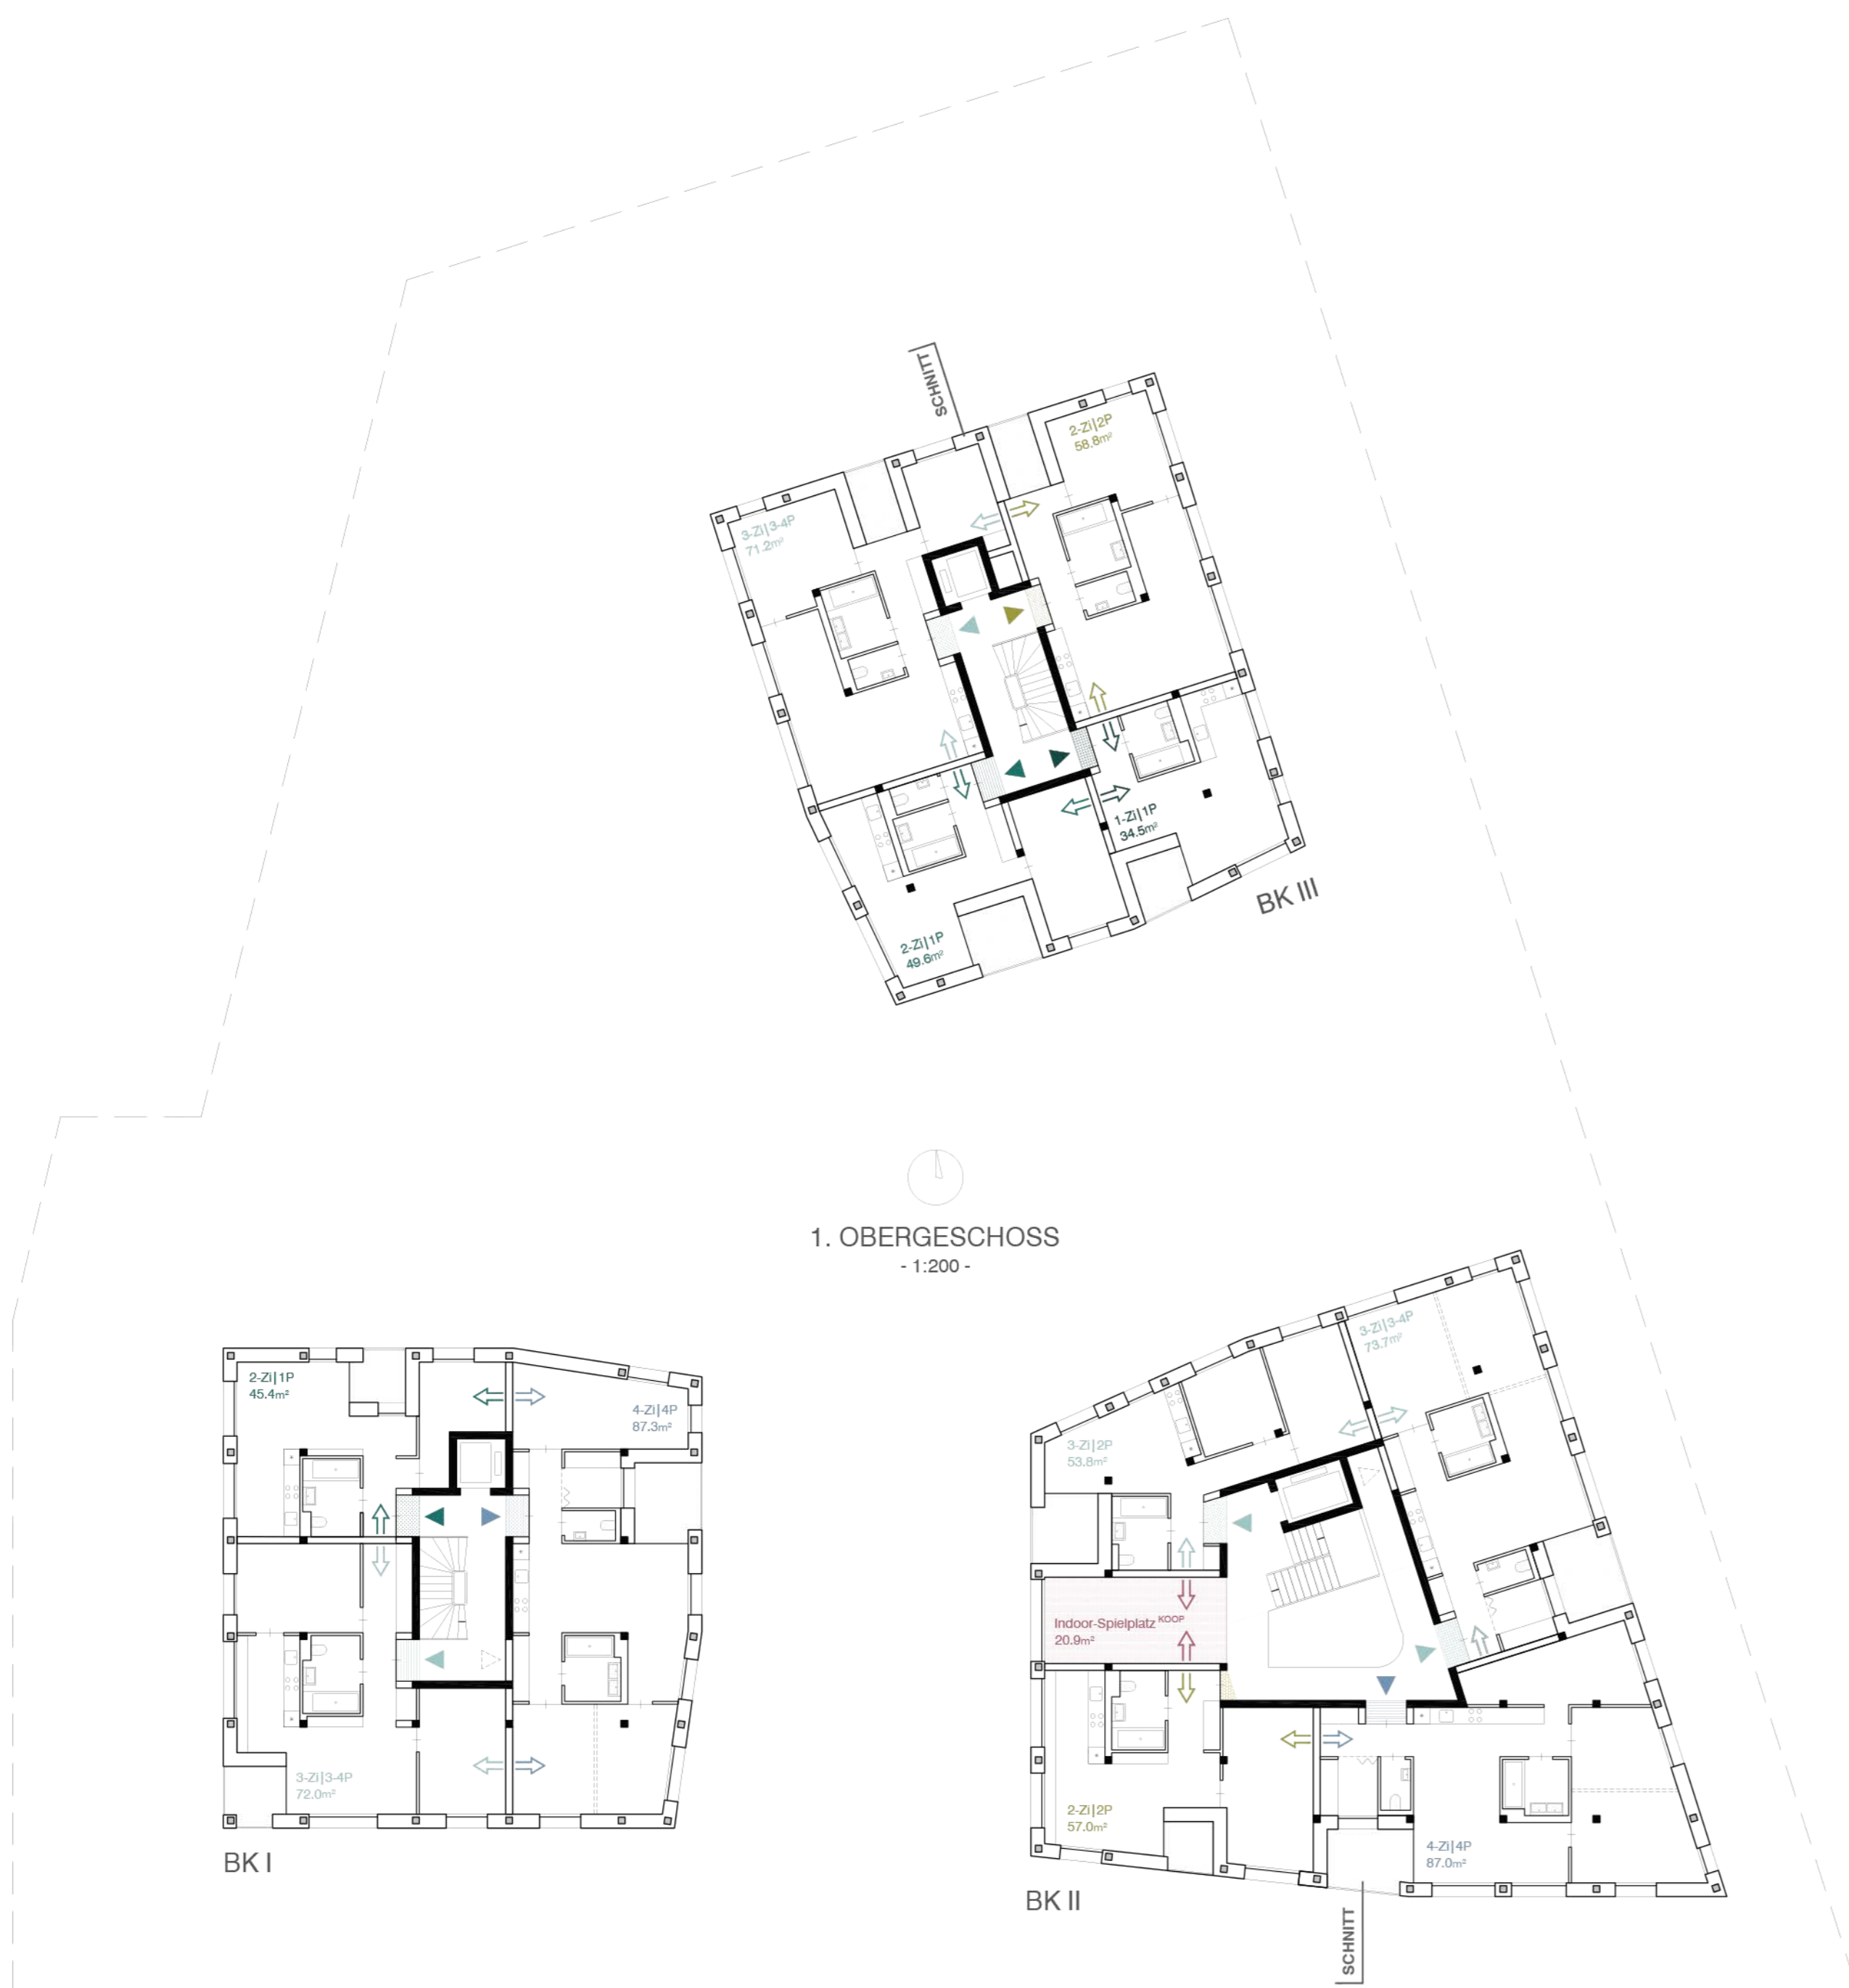 SCHNITT
2-Zi|2P
58.8m²
3-Zi|3-4P
71.2m²
1-Zi|1P
34.5m²
BK III
2-Zi|1P
49.6m²
1. OBERGESCHOSS
- 1:200 -
2-Zi|1P
45.4m²
4-Zi|4P
87.3m²
3-Zi|3-4P
72.0m²
BK I
3-Zi|3-4P
73.7m²
3-Zi|2P
53.8m²
Indoor-Spielplatz KOOP
20.9m²
2-Zi|2P
57.0m²
4-Zi|4P
87.0m²
BK II
SCHNITT